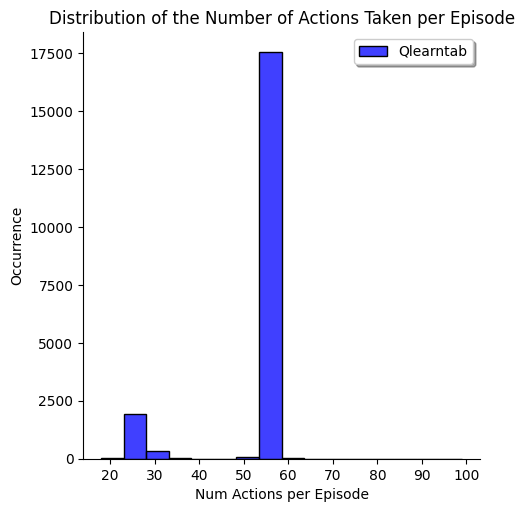 Distribution of the Number of Actions Taken per Episode
Qlearntab
17500
15000
12500
10000
7500
5000
2500
0
Occurrence
20 30 40 50 60 70 80 90 100
Num Actions per Episode